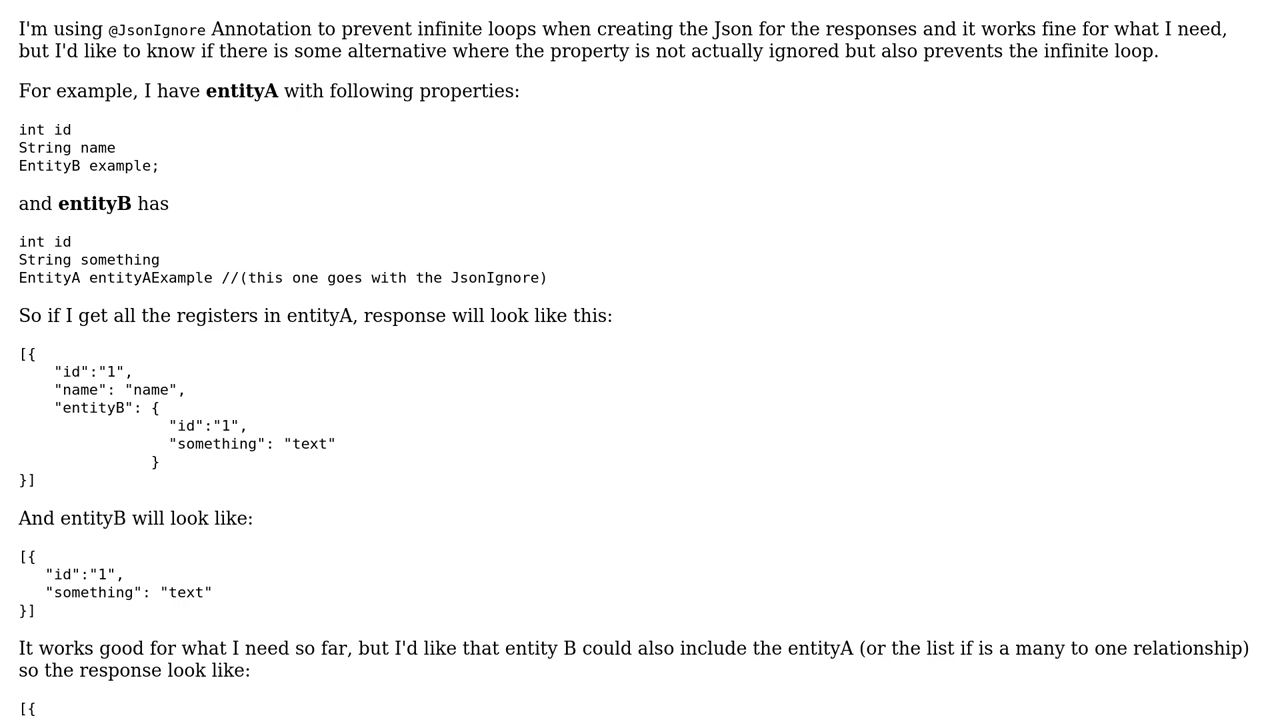 I'm using @JsonIgnore Annotation to prevent infinite loops when creating the Json for the responses and it works fine for what I need,
but I'd like to know if there is some alternative where the property is not actually ignored but also prevents the infinite loop.
For example, I have entityA with following properties:
int id
String name
EntityB example;
and entityB has
int id
String something
EntityA entityAExample //(this one goes with the JsonIgnore)
So if I get all the registers in entityA, response will look like this:
[{
    "id":"1",
    "name": "name",
    "entityB": {
                 "id":"1",
                 "something": "text"
               }
}]
And entityB will look like:
[{
   "id":"1",
   "something": "text"
}]
It works good for what I need so far, but I'd like that entity B could also include the entityA (or the list if is a many to one relationship)
so the response look like:
[{